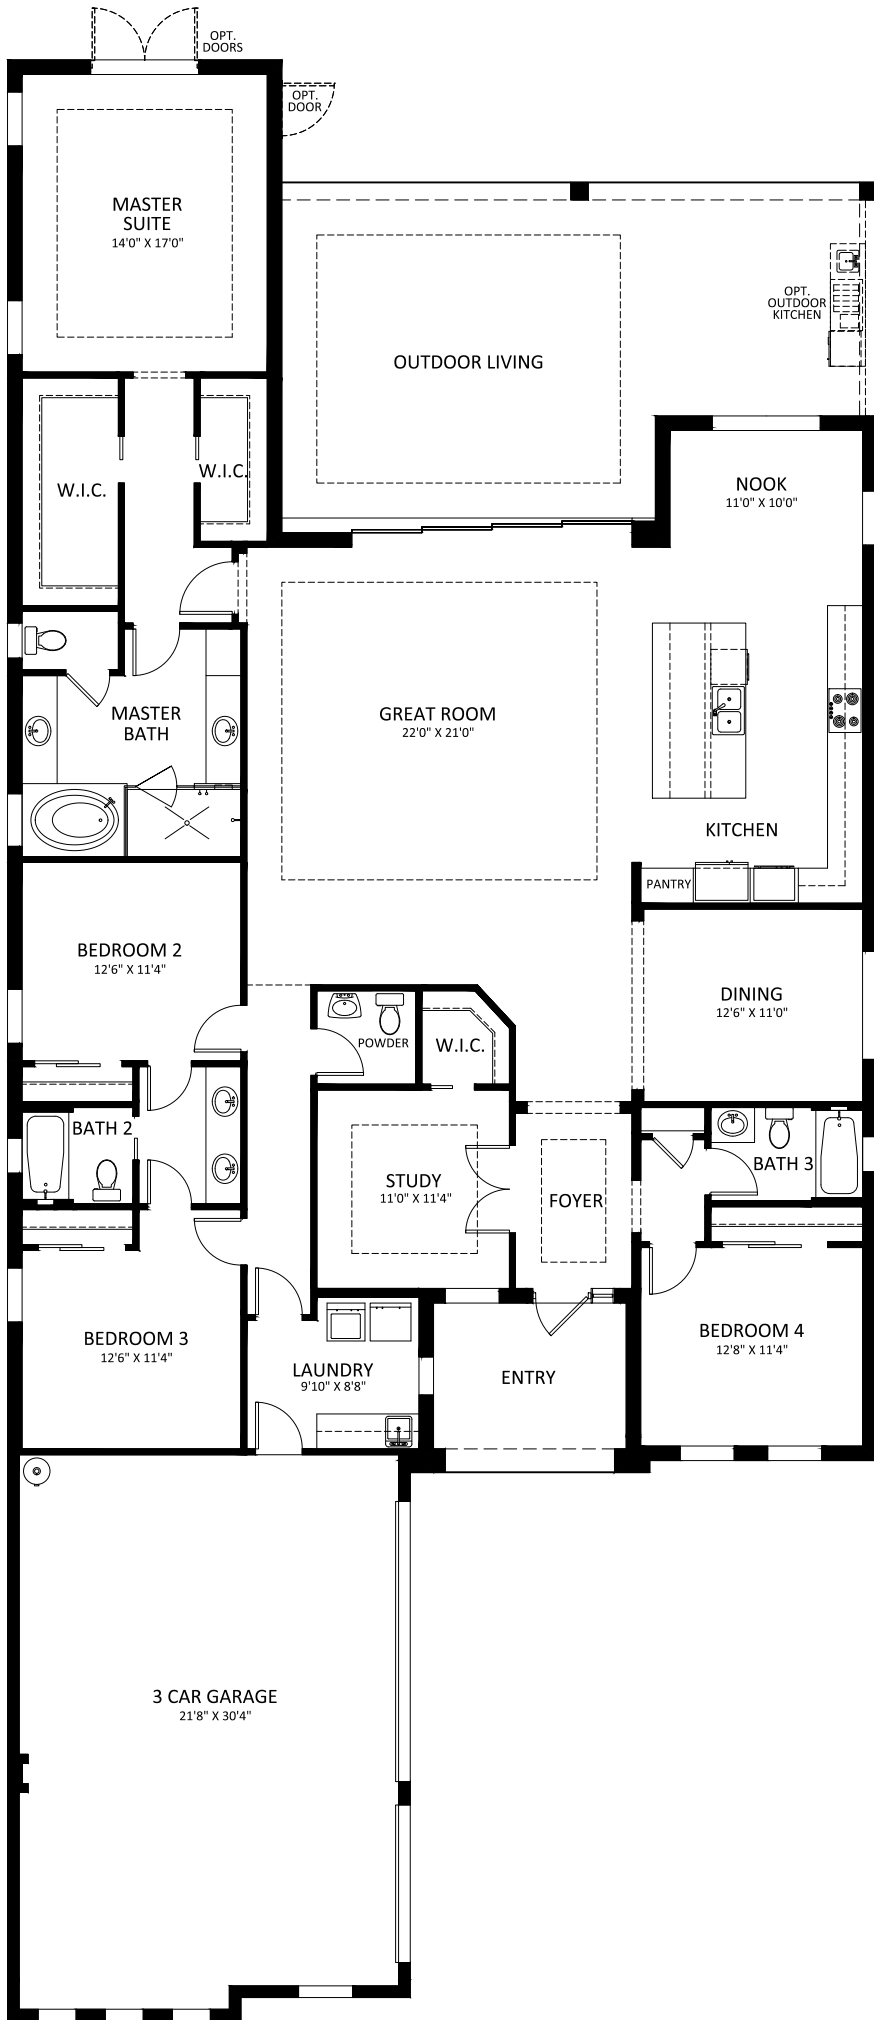 OPT.
DOORS
OPT.
DOOR
MASTER
SUITE
14'0" X 17'0"
OPT.
OUTDOOR
KITCHEN
OUTDOOR LIVING
W.I.C.
W.I.C.
NOOK
11'0" X 10'0"
MASTER
BATH
GREAT ROOM
22'0" X 21'0"
KITCHEN
PANTRY
BEDROOM 2
12'6" X 11'4"
DINING
12'6" X 11'0"
POWDER
W.I.C.
BATH 2
BATH 3
STUDY
11'0" X 11'4"
FOYER
BEDROOM 3
12'6" X 11'4"
BEDROOM 4
12'8" X 11'4"
LAUNDRY
9'10" X 8'8"
ENTRY
3 CAR GARAGE
21'8" X 30'4"